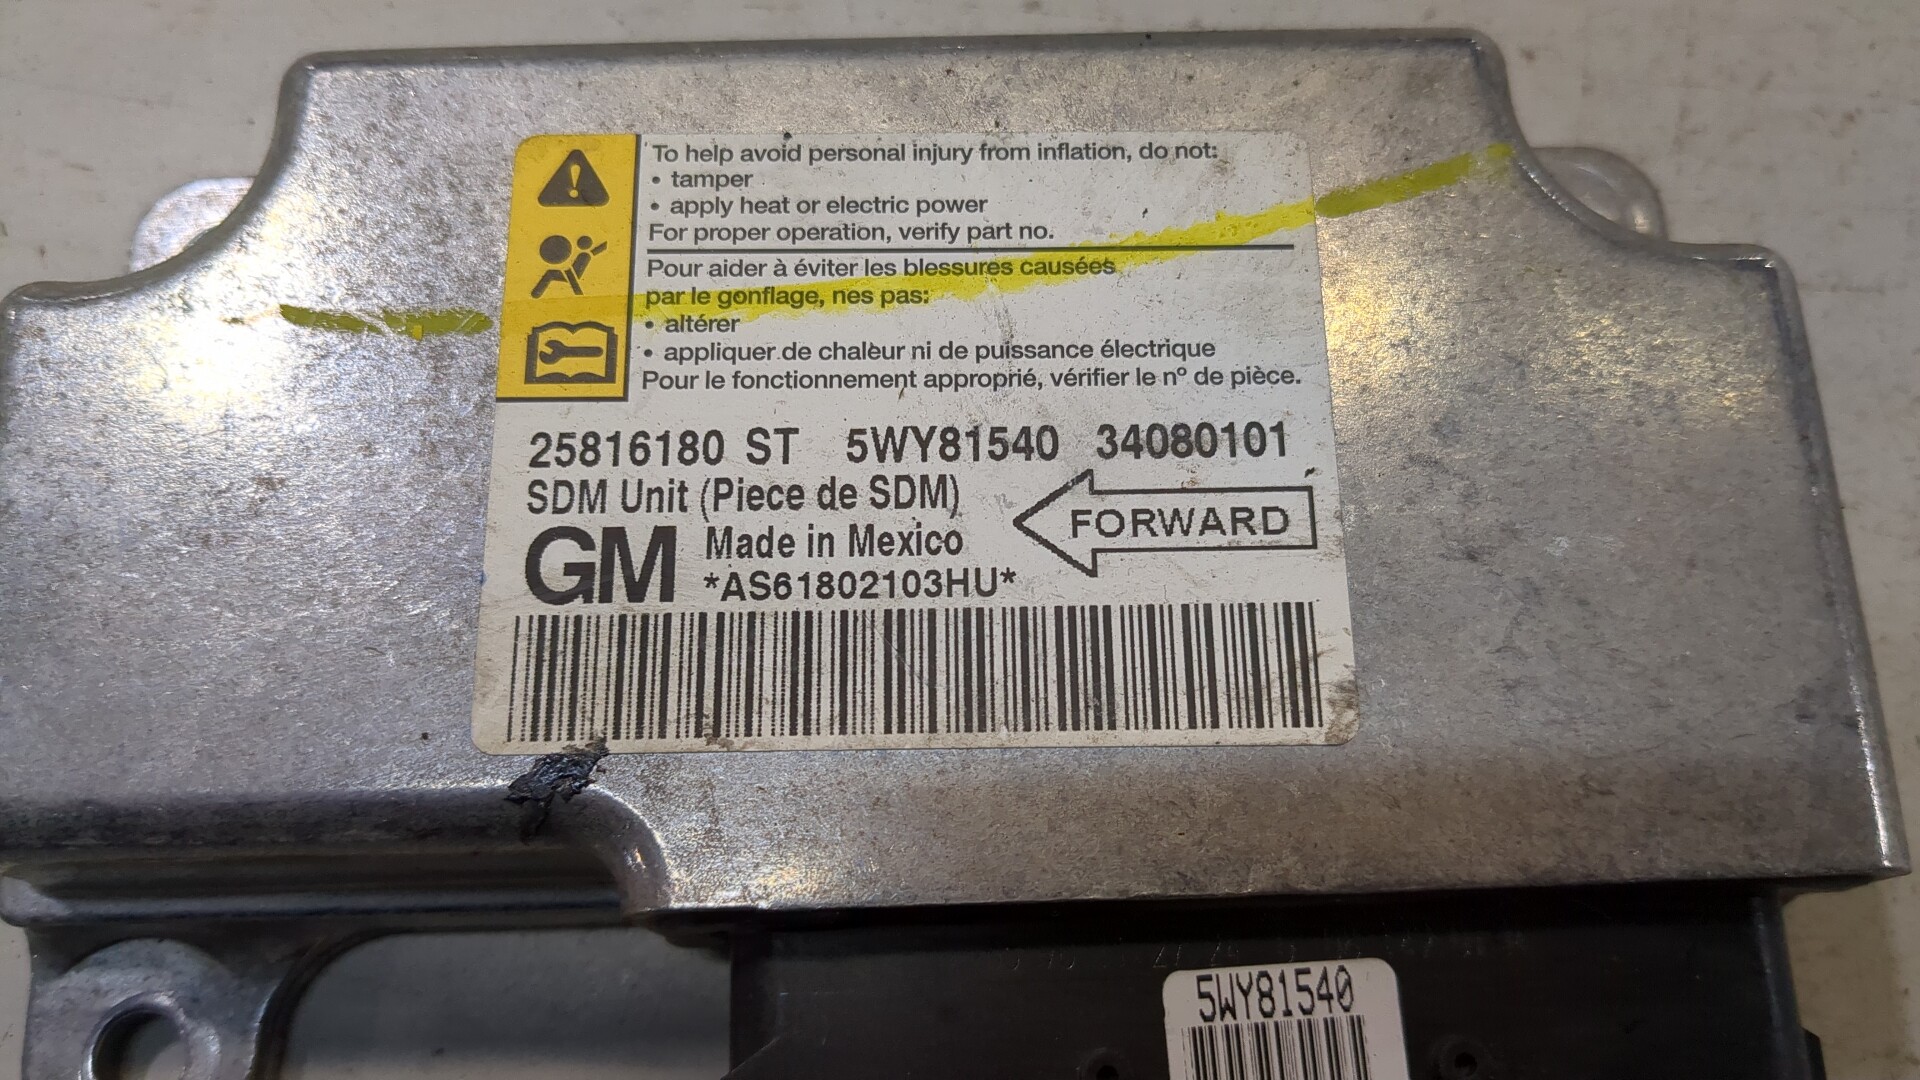 To help avoid personal injury from inflation, do not:
• tamper
• apply heat or electric power
For proper operation, verify part no.
Pour aider à éviter les blessures causées
par le gonflage, nes pas:
• altérer
• appliquer de chaleur ni de puissance électrique
Pour le fonctionnement approprié, vérifier le nº de pièce.
25816180 ST 5WY81540 34080101
SDM Unit (Piece de SDM)
FORWARD
GM Made in Mexico
*AS61802103HU*
5WY81540